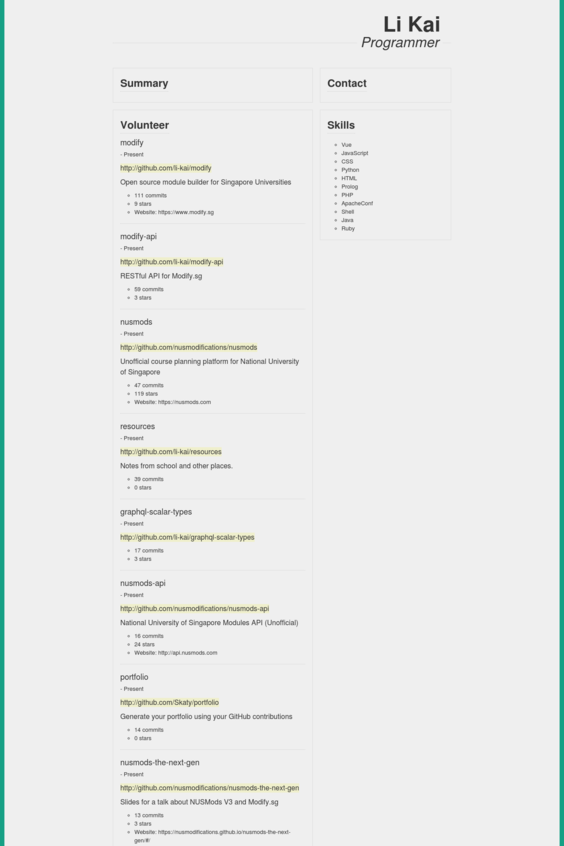 Li Kai
Programmer
Summary
Contact
Volunteer
modify
- Present
http://github.com/li-kai/modify
Open source module builder for Singapore Universities
111 commits
9 stars
Website: https://www.modify.sg
modify-api
- Present
http://github.com/li-kai/modify-api
RESTful API for Modify.sg
59 commits
3 stars
nusmods
- Present
http://github.com/nusmodifications/nusmods
Unofficial course planning platform for National University
of Singapore
47 commits
119 stars
Website: https://nusmods.com
resources
- Present
http://github.com/li-kai/resources
Notes from school and other places.
39 commits
0 stars
graphql-scalar-types
- Present
http://github.com/li-kai/graphql-scalar-types
17 commits
3 stars
nusmods-api
- Present
http://github.com/nusmodifications/nusmods-api
National University of Singapore Modules API (Unofficial)
16 commits
24 stars
Website: http://api.nusmods.com
portfolio
- Present
http://github.com/Skaty/portfolio
Generate your portfolio using your GitHub contributions
14 commits
0 stars
nusmods-the-next-gen
- Present
http://github.com/nusmodifications/nusmods-the-next-gen
Slides for a talk about NUSMods V3 and Modify.sg
13 commits
3 stars
Website: https://nusmodifications.github.io/nusmods-the-next-
gen/#/
Skills
Vue
JavaScript
CSS
Python
HTML
Prolog
PHP
ApacheConf
Shell
Java
Ruby